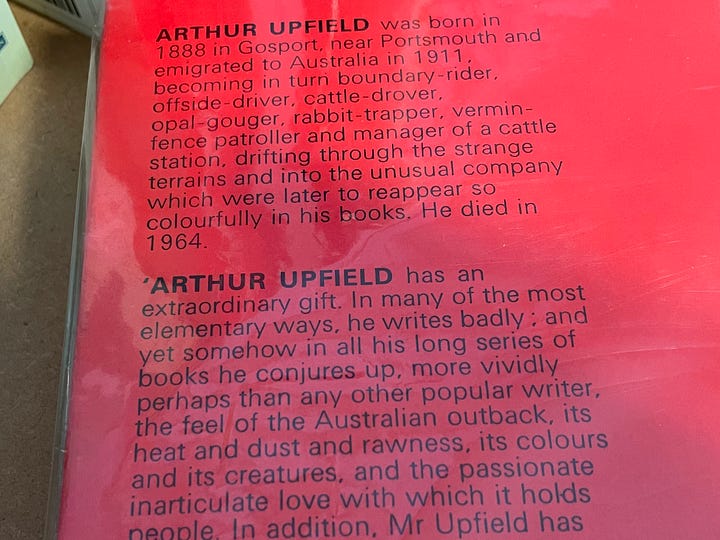 ARTHUR UPFIELD was born in
1888 in Gosport, near Portsmouth and
emigrated to Australia in 1911,
becoming in turn boundary-rider,
offside-driver, cattle-drover,
opal-gouger, rabbit-trapper, vermin-
fence patroller and manager of a cattle
station, drifting through the strange
terrains and into the unusual company
which were later to reappear so
colourfully in his books. He died in
1964.
'ARTHUR UPFIELD has an
extraordinary gift. In many of the most
elementary ways, he writes badly ; and
yet somehow in all his long series of
books he conjures up, more vividly
perhaps than any other popular writer,
the feel of the Australian outback, its
heat and dust and rawness, its colours
and its creatures, and the passionate
inarticulate love with which it holds
people. In addition, Mr Upfield has